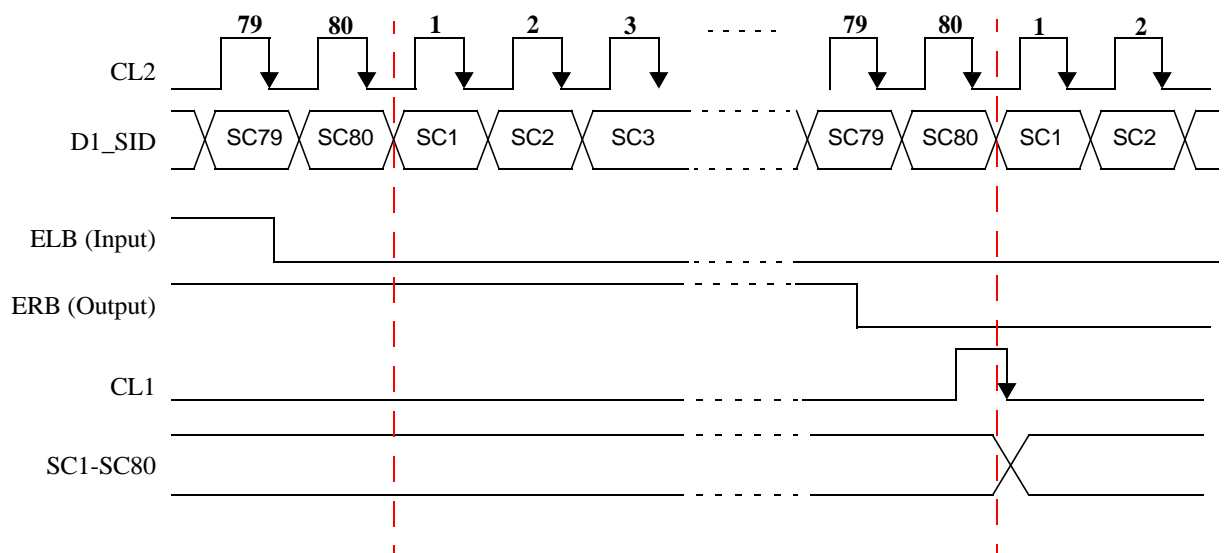 79 80 1 2 3 79 80 1 2
CL2
D1_SID SC79 SC80 SC1 SC2 SC3 SC79 SC80 SC1 SC2
ELB (Input)
ERB (Output)
CL1
SC1-SC80